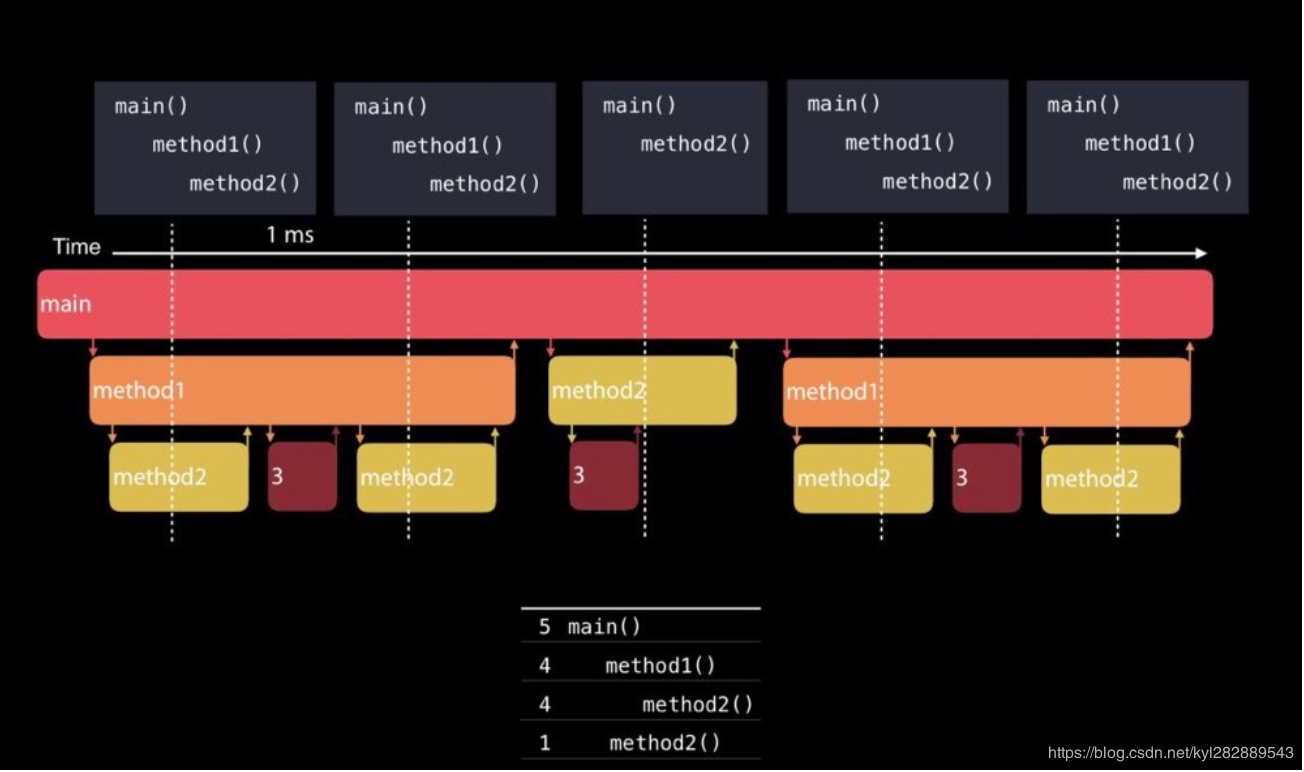 main()
method1()
method2()
main()
method1()
method2()
main()
method2()
main()
method1()
method2()
main()
method1()
method2()
Time
1 ms
main
method1
method2
method1
method2
3
method2
3
method2
3
method2
5 main()
4 method1()
4 method2()
1 method2()
https://blog.csdn.net/kyl282889543